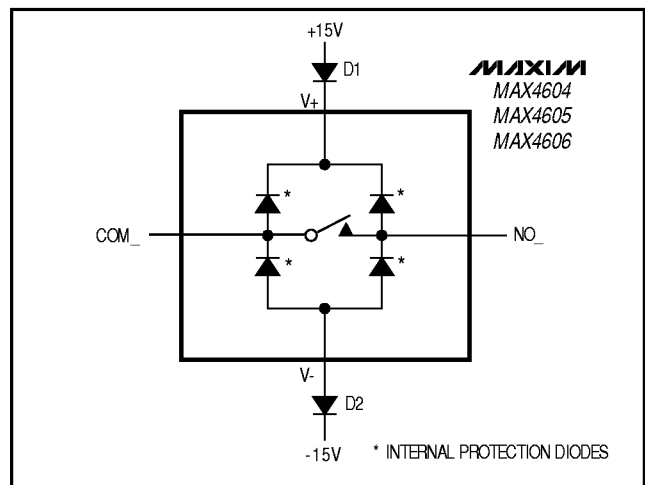 +15V
D1
MAXIM
MAX4604
MAX4605
MAX4606
V+
*
*
COM_
NO_
*
*
V-
D2
-15V
* INTERNAL PROTECTION DIODES